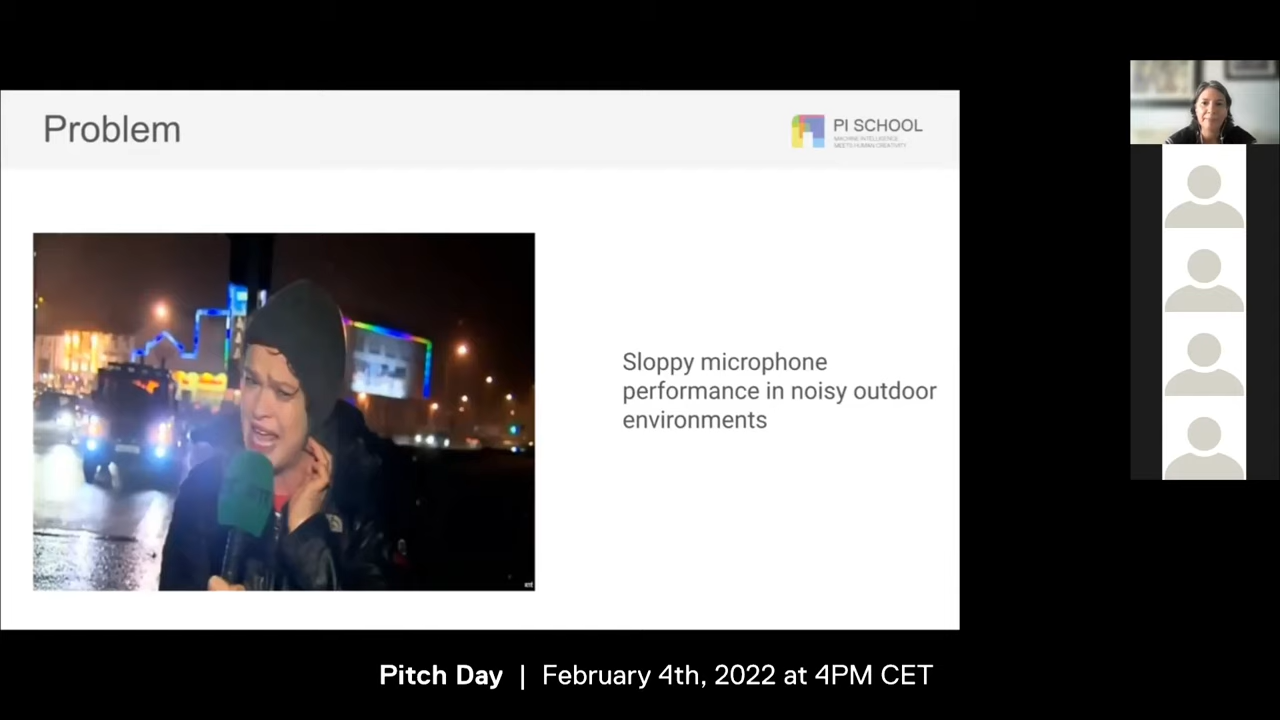 Problem
PI SCHOOL
MACHINE INTELLIGENCE
MEETS HUMAN CREATIVITY
Sloppy microphone
performance in noisy outdoor
environments
Pitch Day | February 4th, 2022 at 4PM CET